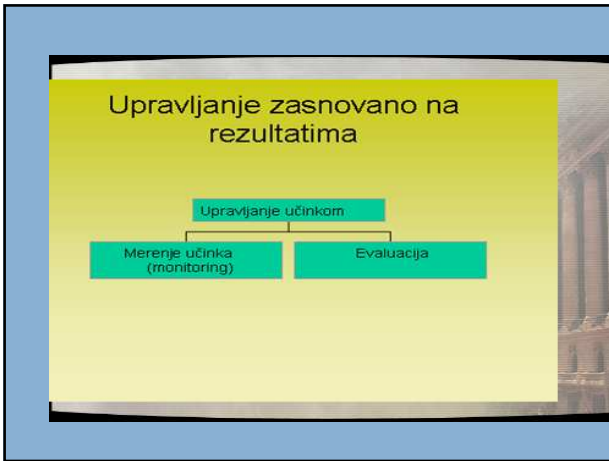 Upravljanje zasnovano na
rezultatima
Upravljanje učinkom
Merenje učinka
(monitoring)
Evaluacija